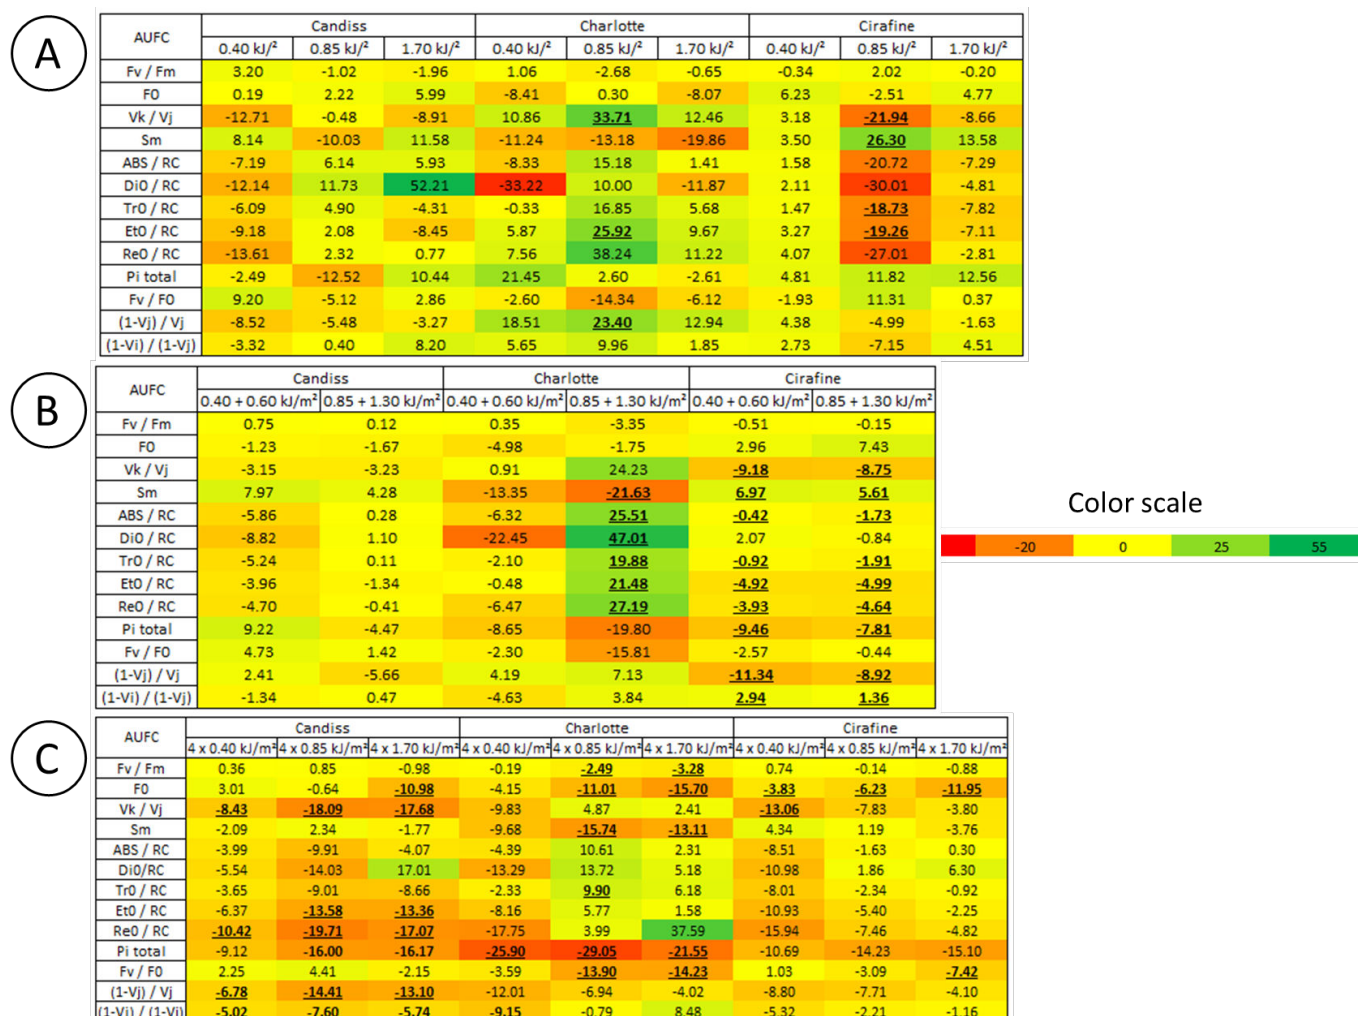 A
AUFC Candiss Charlotte Cirafine
0.40 kJ/² 0.85 kJ/² 1.70 kJ/² 0.40 kJ/² 0.85 kJ/² 1.70 kJ/² 0.40 kJ/² 0.85 kJ/² 1.70 kJ/²
Fv / Fm 3.20 -1.02 -1.96 1.06 -2.68 -0.65 -0.34 2.02 -0.20
F0 0.19 2.22 5.99 -8.41 0.30 -8.07 6.23 -2.51 4.77
Vk / Vj -12.71 -0.48 -8.91 10.86 33.71 12.46 3.18 -21.94 -8.66
Sm 8.14 -10.03 11.58 -11.24 -13.18 -19.86 3.50 26.30 13.58
ABS / RC -7.19 6.14 5.93 -8.33 15.18 1.41 1.58 -20.72 -7.29
Di0 / RC -12.14 11.73 52.21 -33.22 10.00 -11.87 2.11 -30.01 -4.81
Tr0 / RC -6.09 4.90 -4.31 -0.33 16.85 5.68 1.47 -18.73 -7.82
Et0 / RC -9.18 2.08 -8.45 5.87 25.92 9.67 3.27 -19.26 -7.11
Re0 / RC -13.61 2.32 0.77 7.56 38.24 11.22 4.07 -27.01 -2.81
Pi total -2.49 -12.52 10.44 21.45 2.60 -2.61 4.81 11.82 12.56
Fv / F0 9.20 -5.12 2.86 -2.60 -14.34 -6.12 -1.93 11.31 0.37
(1-Vj) / Vj -8.52 -5.48 -3.27 18.51 23.40 12.94 4.38 -4.99 -1.63
(1-Vi) / (1-Vj) -3.32 0.40 8.20 5.65 9.96 1.85 2.73 -7.15 4.51
B
AUFC Candiss Charlotte Cirafine
0.40 + 0.60 kJ/m² 0.85 + 1.30 kJ/m² 0.40 + 0.60 kJ/m² 0.85 + 1.30 kJ/m² 0.40 + 0.60 kJ/m² 0.85 + 1.30 kJ/m²
Fv / Fm 0.75 0.12 0.35 -3.35 -0.51 -0.15
F0 -1.23 -1.67 -4.98 -1.75 2.96 7.43
Vk / Vj -3.15 -3.23 0.91 24.23 -9.18 -8.75
Sm 7.97 4.28 -13.35 -21.63 6.97 5.61
ABS / RC -5.86 0.28 -6.32 25.51 -0.42 -1.73
Di0 / RC -8.82 1.10 -22.45 47.01 2.07 -0.84
Tr0 / RC -5.24 0.11 -2.10 19.88 -0.92 -1.91
Et0 / RC -3.96 -1.34 -0.48 21.48 -4.92 -4.99
Re0 / RC -4.70 -0.41 -6.47 27.19 -3.93 -4.64
Pi total 9.22 -4.47 -8.65 -19.80 -9.46 -7.81
Fv / F0 4.73 1.42 -2.30 -15.81 -2.57 -0.44
(1-Vj) / Vj 2.41 -5.66 4.19 7.13 -11.34 -8.92
(1-Vi) / (1-Vj) -1.34 0.47 -4.63 3.84 2.94 1.36
Color scale
-20 0 25 55
C
AUFC Candiss Charlotte Cirafine
4 x 0.40 kJ/m² 4 x 0.85 kJ/m² 4 x 1.70 kJ/m² 4 x 0.40 kJ/m² 4 x 0.85 kJ/m² 4 x 1.70 kJ/m² 4 x 0.40 kJ/m² 4 x 0.85 kJ/m² 4 x 1.70 kJ/m²
Fv / Fm 0.36 0.85 -0.98 -0.19 -2.49 -3.28 0.74 -0.14 -0.88
F0 3.01 -0.64 -10.98 -4.15 -11.01 -15.70 -3.83 -6.23 -11.95
Vk / Vj -8.43 -18.09 -17.68 -9.83 4.87 2.41 -13.06 -7.83 -3.80
Sm -2.09 2.34 -1.77 -9.68 -15.74 -13.11 4.34 1.19 -3.76
ABS / RC -3.99 -9.91 -4.07 -4.39 10.61 2.31 -8.51 -1.63 0.30
Di0/RC -5.54 -14.03 17.01 -13.29 13.72 5.18 -10.98 1.86 6.30
Tr0 / RC -3.65 -9.01 -8.66 -2.33 9.90 6.18 -8.01 -2.34 -0.92
Et0 / RC -6.37 -13.58 -13.36 -8.16 5.77 1.58 -10.93 -5.40 -2.25
Re0 / RC -10.42 -19.71 -17.07 -17.75 3.99 37.59 -15.94 -7.46 -4.82
Pi total -9.12 -16.00 -16.17 -25.90 -29.05 -21.55 -10.69 -14.23 -15.10
Fv / F0 2.25 4.41 -2.15 -3.59 -13.90 -14.23 1.03 -3.09 -7.42
(1-Vj) / Vj -6.78 -14.41 -13.10 -12.01 -6.94 -4.02 -8.80 -7.71 -4.10
(1-Vi) / (1-Vj) -5.02 -7.60 -5.74 -9.15 -0.79 8.48 -5.32 -2.21 -1.16